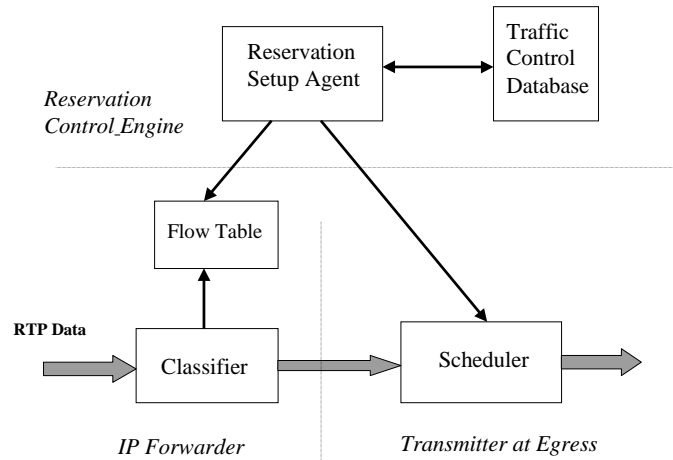 Reservation
Setup Agent
Traffic
Control
Database
Reservation
Control_Engine
Flow Table
RTP Data
Classifier
Scheduler
IP Forwarder
Transmitter at Egress